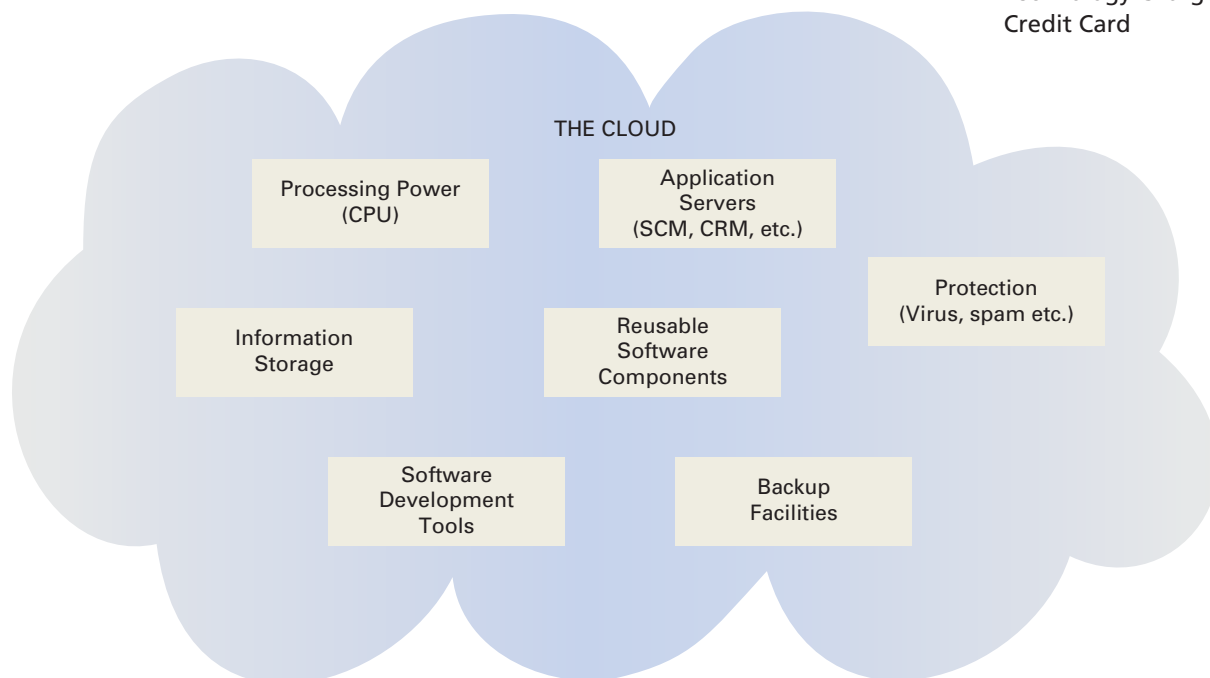 Credit Card
THE CLOUD
Processing Power
(CPU)
Application
Servers
(SCM, CRM, etc.)
Protection
(Virus, spam etc.)
Information
Storage
Reusable
Software
Components
Software
Development
Tools
Backup
Facilities